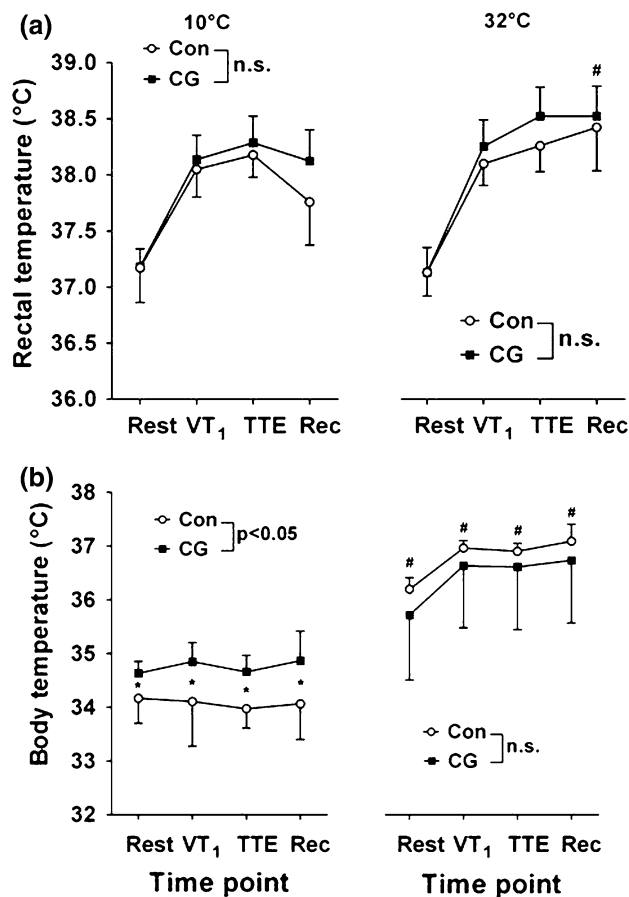 (a)
10°C
32°C
Con
CG
n.s.
#
Rectal temperature (°C)
39.0
38.5
38.0
37.5
37.0
36.5
36.0
Con
CG
n.s.
Rest VT1 TTE Rec
Rest VT1 TTE Rec
(b)
Con
CG
p<0.05
# # # #
Body temperature (°C)
38
37
36
35
34
33
32
* * * *
Con
CG
n.s.
Rest VT1 TTE Rec
Rest VT1 TTE Rec
Time point
Time point